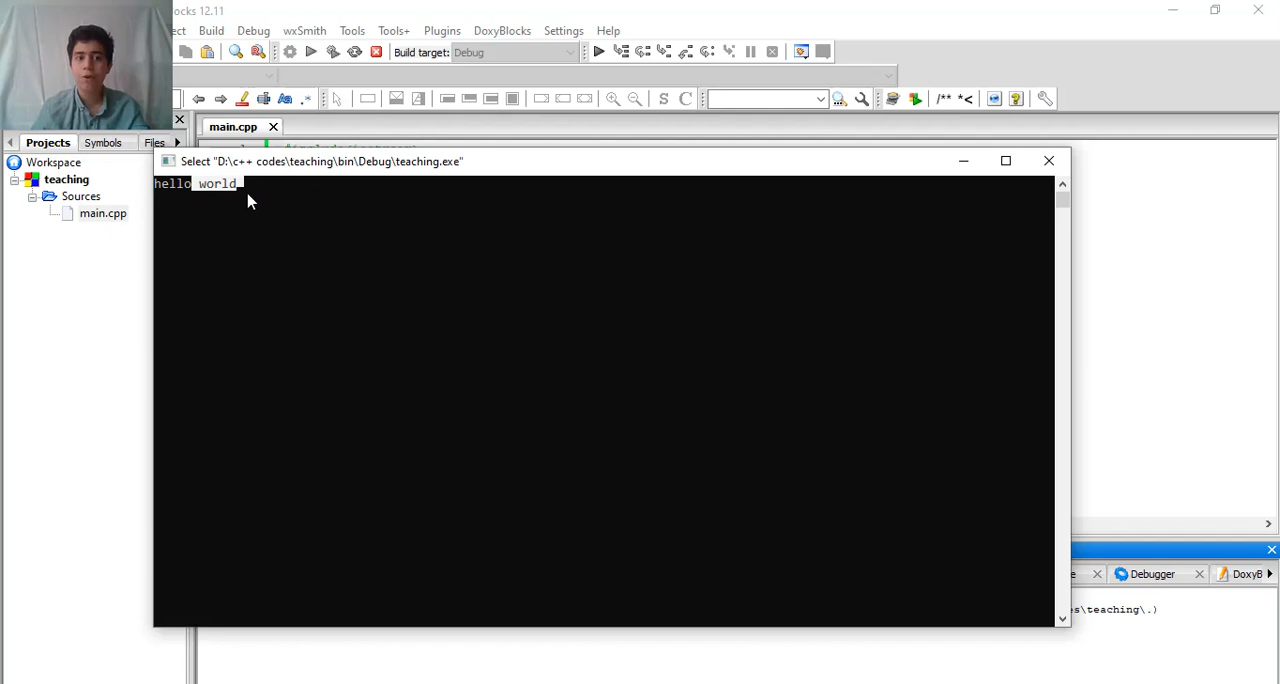 ocks 12.11
ect Build Debug wxSmith Tools Tools+ Plugins DoxyBlocks Settings Help
Build target: Debug
S C /** *<
main.cpp
Projects Symbols Files
Workspace
teaching
Sources
main.cpp
Select "D:\c++ codes\teaching\bin\Debug\teaching.exe"
hello world
e Debugger DoxyB
es\teaching\.)